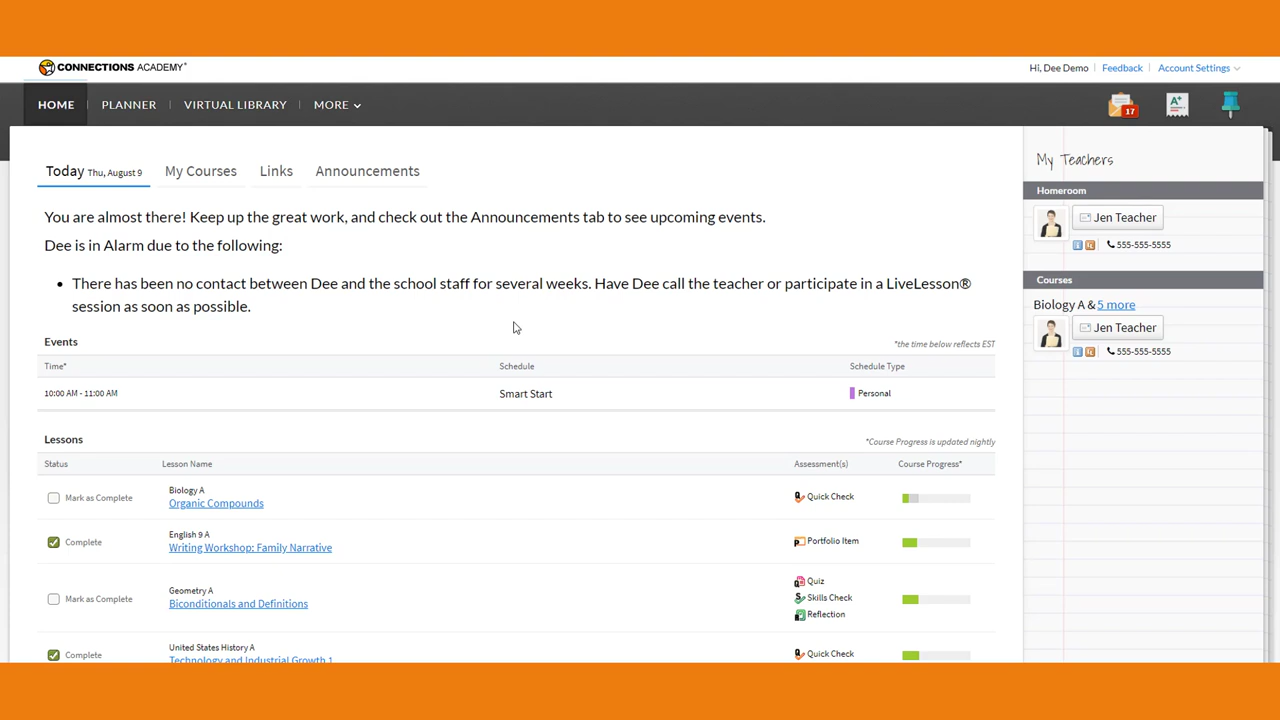 CONNECTIONS ACADEMY®
Hi, Dee Demo
Feedback
Account Settings
HOME
PLANNER
VIRTUAL LIBRARY
MORE
17
A+
Today Thu, August 9
My Courses
Links
Announcements
You are almost there! Keep up the great work, and check out the Announcements tab to see upcoming events.
Dee is in Alarm due to the following:
• There has been no contact between Dee and the school staff for several weeks. Have Dee call the teacher or participate in a LiveLesson®
session as soon as possible.
Events
*the time below reflects EST
Time* Schedule Schedule Type
10:00 AM - 11:00 AM Smart Start Personal
Lessons
*Course Progress is updated nightly
Status Lesson Name Assessment(s) Course Progress*
Mark as Complete
Biology A
Organic Compounds
Quick Check
Complete
English 9 A
Writing Workshop: Family Narrative
Portfolio Item
Mark as Complete
Geometry A
Biconditionals and Definitions
Quiz
Skills Check
Reflection
Complete
United States History A
Technology and Industrial Growth 1
Quick Check
My Teachers
Homeroom
Jen Teacher
555-555-5555
Courses
Biology A & 5 more
Jen Teacher
555-555-5555